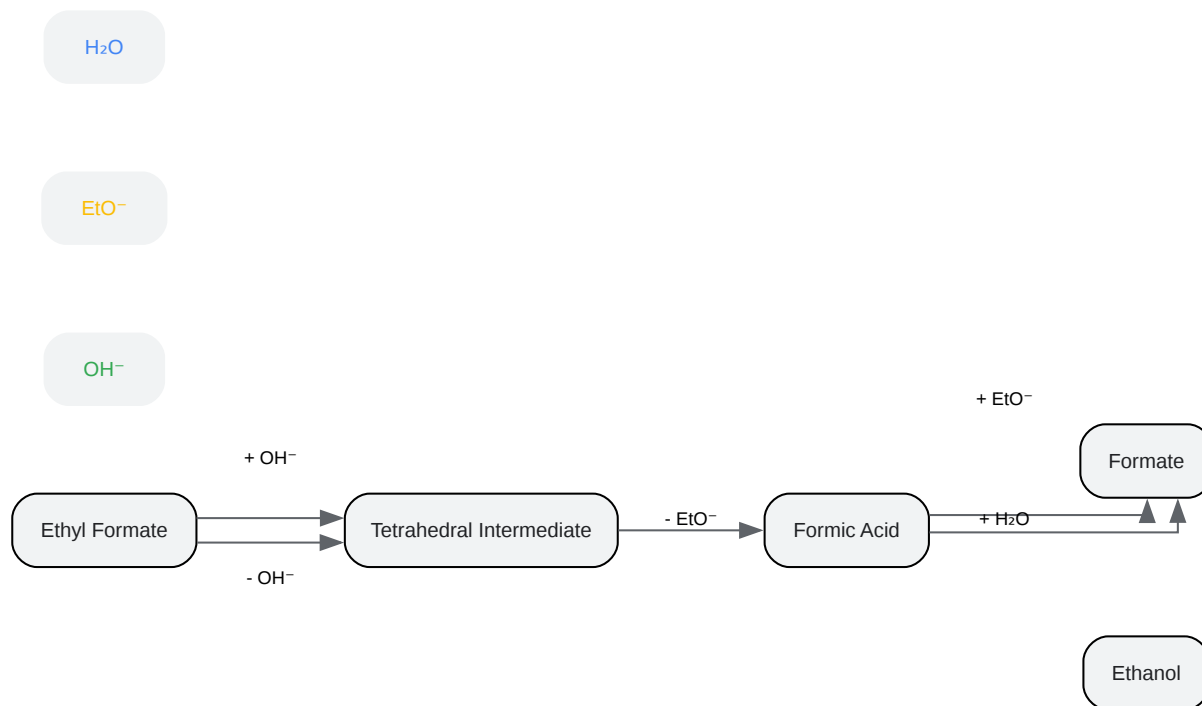 H₂O
EtO⁻
OH⁻
+ EtO⁻
+ OH⁻
Formate
Ethyl Formate
Tetrahedral Intermediate
- EtO⁻
Formic Acid
+ H₂O
- OH⁻
Ethanol